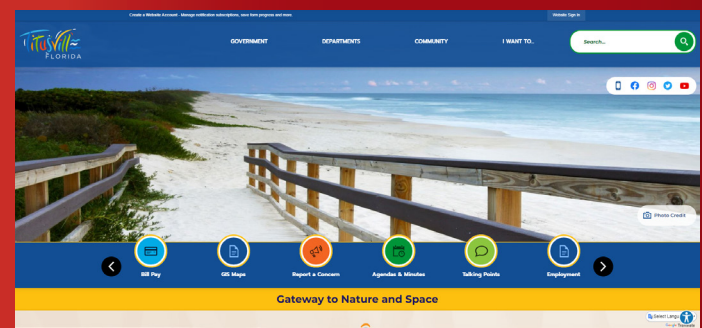 Create a Website Account - Manage notification subscriptions, save form progress and more.
Website Sign In
Titusville
FLORIDA
GOVERNMENT
DEPARTMENTS
COMMUNITY
I WANT TO...
Search...
Photo Credit
Bill Pay
GIS Maps
Report a Concern
Agendas & Minutes
Talking Points
Employment
Gateway to Nature and Space
Select Langu
Google Translate